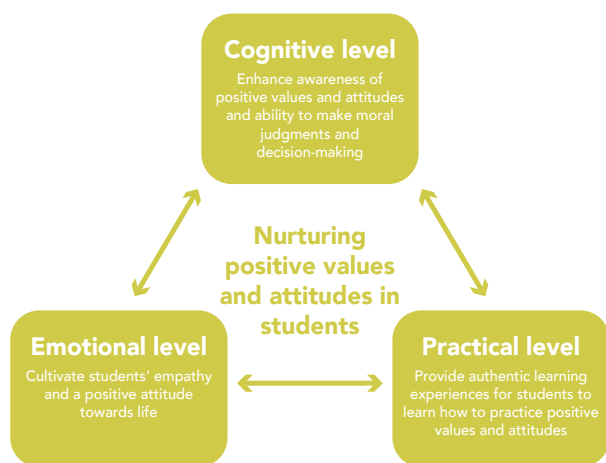 Cognitive level
Enhance awareness of
positive values and attitudes
and ability to make moral
judgments and
decision-making
Nurturing
positive values
and attitudes in
students
Emotional level
Cultivate students' empathy
and a positive attitude
towards life
Practical level
Provide authentic learning
experiences for students to
learn how to practice positive
values and attitudes